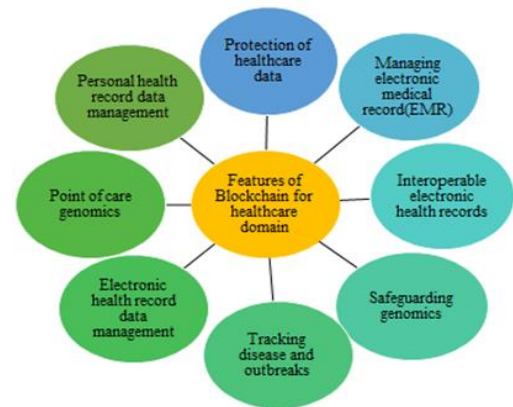 Protection of
healthcare
data
Managing
electronic
medical
record(EMR)
Interoperable
electronic
health records
Safeguarding
genomics
Tracking
disease and
outbreaks
Electronic
health record
data
management
Point of care
genomics
Personal health
record data
management
Features of
Blockchain for
healthcare
domain